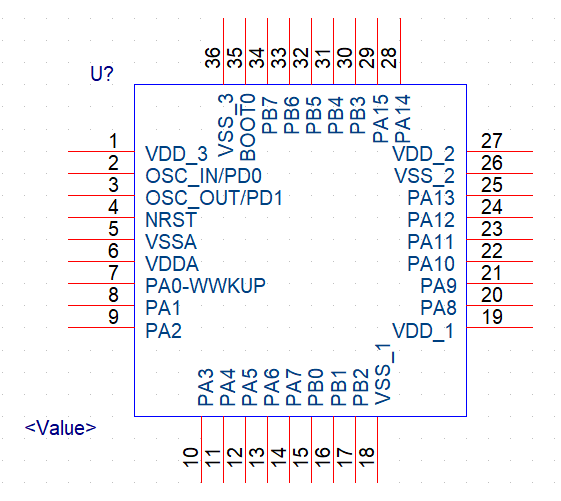 36 35 34 33 32 31 30 29 28
U?
VSS_3 BOOT0 PB7 PB6 PB5 PB4 PB3 PA15 PA14
1 VDD_3
2 OSC_IN/PD0
3 OSC_OUT/PD1
4 NRST
5 VSSA
6 VDDA
7 PA0-WWKUP
8 PA1
9 PA2
VDD_2 27
VSS_2 26
PA13 25
PA12 24
PA11 23
PA10 22
PA9 21
PA8 20
VDD_1 19
PA3 PA4 PA5 PA6 PA7 PB0 PB1 PB2 VSS_1
<Value>
10 11 12 13 14 15 16 17 18